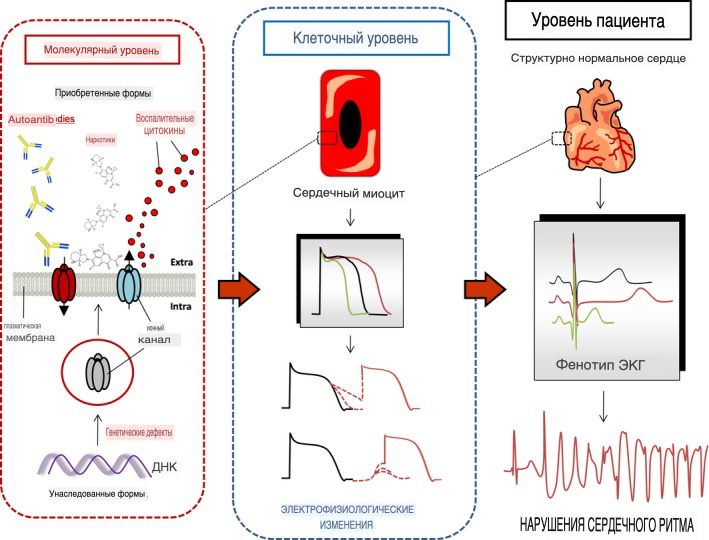 Молекулярный уровень
Приобретенные формы
Autoantibodies
Наркотики
Воспалительные
цитокины
Extra
Intra
плазматическая
мембрана
ионный
канал
Генетические дефекты
ДНК
Унаследованные формы
Клеточный уровень
Сердечный миоцит
ЭЛЕКТРОФИЗИОЛОГИЧЕСКИЕ
ИЗМЕНЕНИЯ
Уровень пациента
Структурно нормальное сердце
Фенотип ЭКГ
НАРУШЕНИЯ СЕРДЕЧНОГО РИТМА